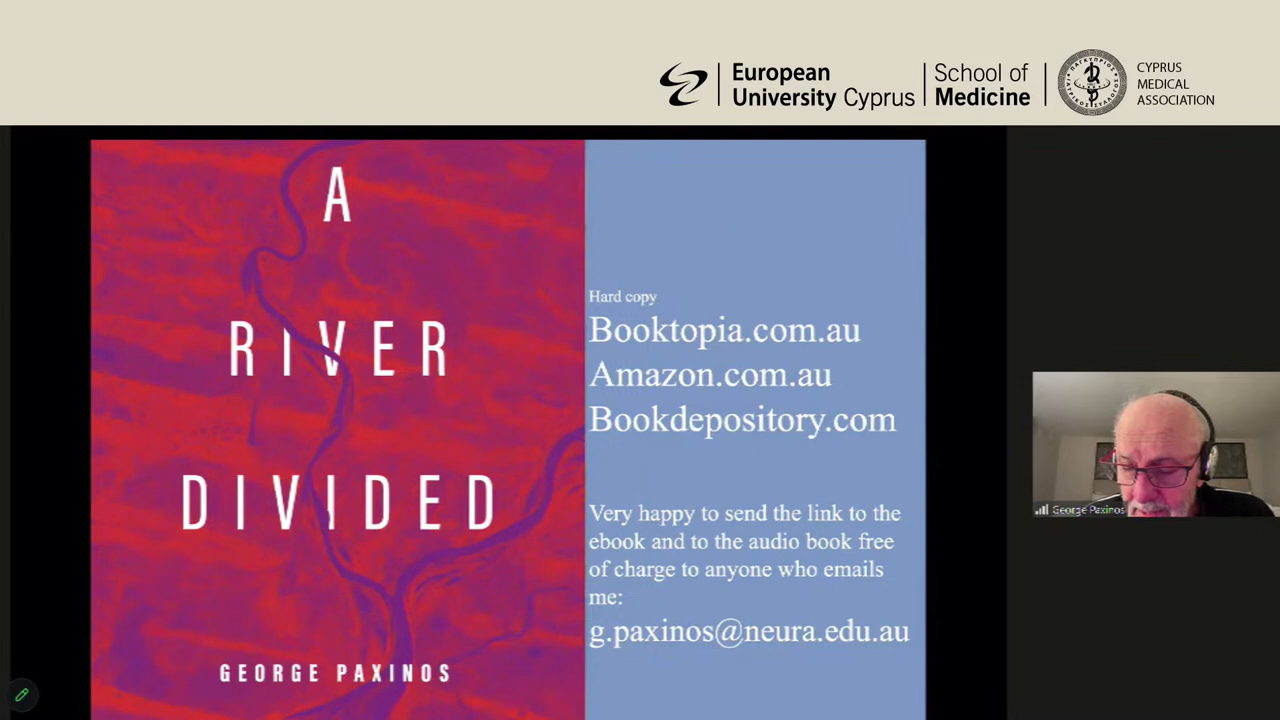 European
University Cyprus
School of
Medicine
CYPRUS
MEDICAL
ASSOCIATION
A
RIVER
DIVIDED
GEORGE PAXINOS
Hard copy
Booktopia.com.au
Amazon.com.au
Bookdepository.com
Very happy to send the link to the
ebook and to the audio book free
of charge to anyone who emails
me:
g.paxinos@neura.edu.au
George Paxinos